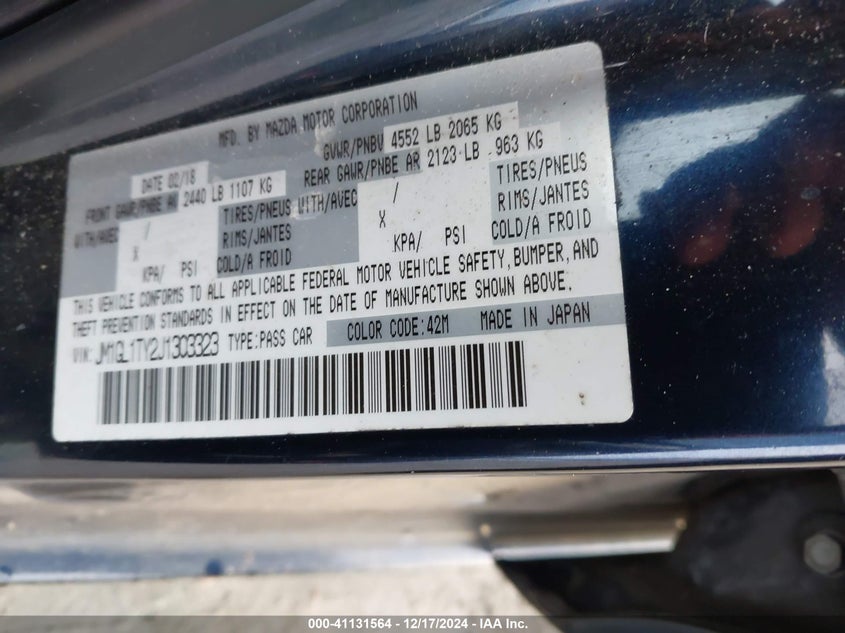 MFD. BY MAZDA MOTOR CORPORATION
DATE 02/18 GVWR/PNBV 4552 LB 2065 KG
FRONT GAWR/PNBE AV 2440 LB 1107 KG REAR GAWR/PNBE AR 2123 LB 963 KG
WITH/AVEC / TIRES/PNEUS WITH/AVEC / TIRES/PNEUS
X RIMS/JANTES X RIMS/JANTES
KPA/ PSI COLD/A FROID KPA/ PSI COLD/A FROID
THIS VEHICLE CONFORMS TO ALL APPLICABLE FEDERAL MOTOR VEHICLE SAFETY, BUMPER, AND
THEFT PREVENTION STANDARDS IN EFFECT ON THE DATE OF MANUFACTURE SHOWN ABOVE.
VIN: JM1GL1TY2J1303323 TYPE:PASS CAR COLOR CODE:42M MADE IN JAPAN
000-41131564 - 12/17/2024 - IAA Inc.